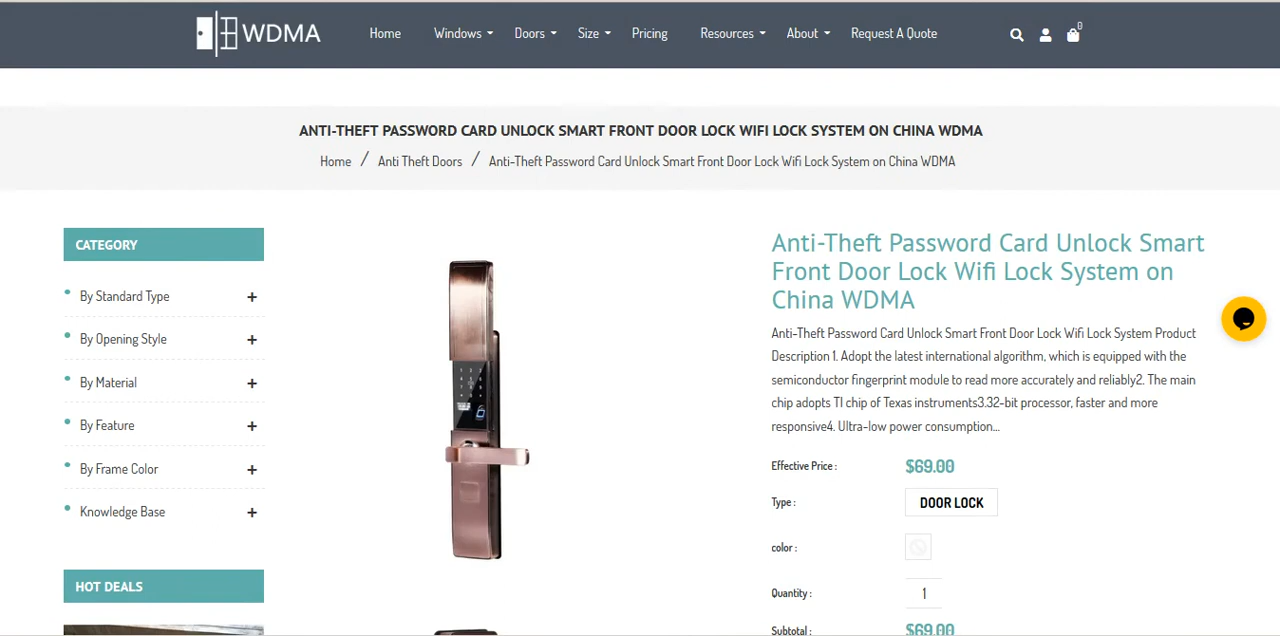 WDMA
Home Windows Doors Size Pricing Resources About Request A Quote
0
ANTI-THEFT PASSWORD CARD UNLOCK SMART FRONT DOOR LOCK WIFI LOCK SYSTEM ON CHINA WDMA
Home / Anti Theft Doors / Anti-Theft Password Card Unlock Smart Front Door Lock Wifi Lock System on China WDMA
CATEGORY
By Standard Type +
By Opening Style +
By Material +
By Feature +
By Frame Color +
Knowledge Base +
HOT DEALS
Anti-Theft Password Card Unlock Smart
Front Door Lock Wifi Lock System on
China WDMA
Anti-Theft Password Card Unlock Smart Front Door Lock Wifi Lock System Product
Description 1. Adopt the latest international algorithm, which is equipped with the
semiconductor fingerprint module to read more accurately and reliably2. The main
chip adopts TI chip of Texas instruments3.32-bit processor, faster and more
responsive4. Ultra-low power consumption...
Effective Price : $69.00
Type : DOOR LOCK
color :
Quantity : 1
Subtotal : $69.00